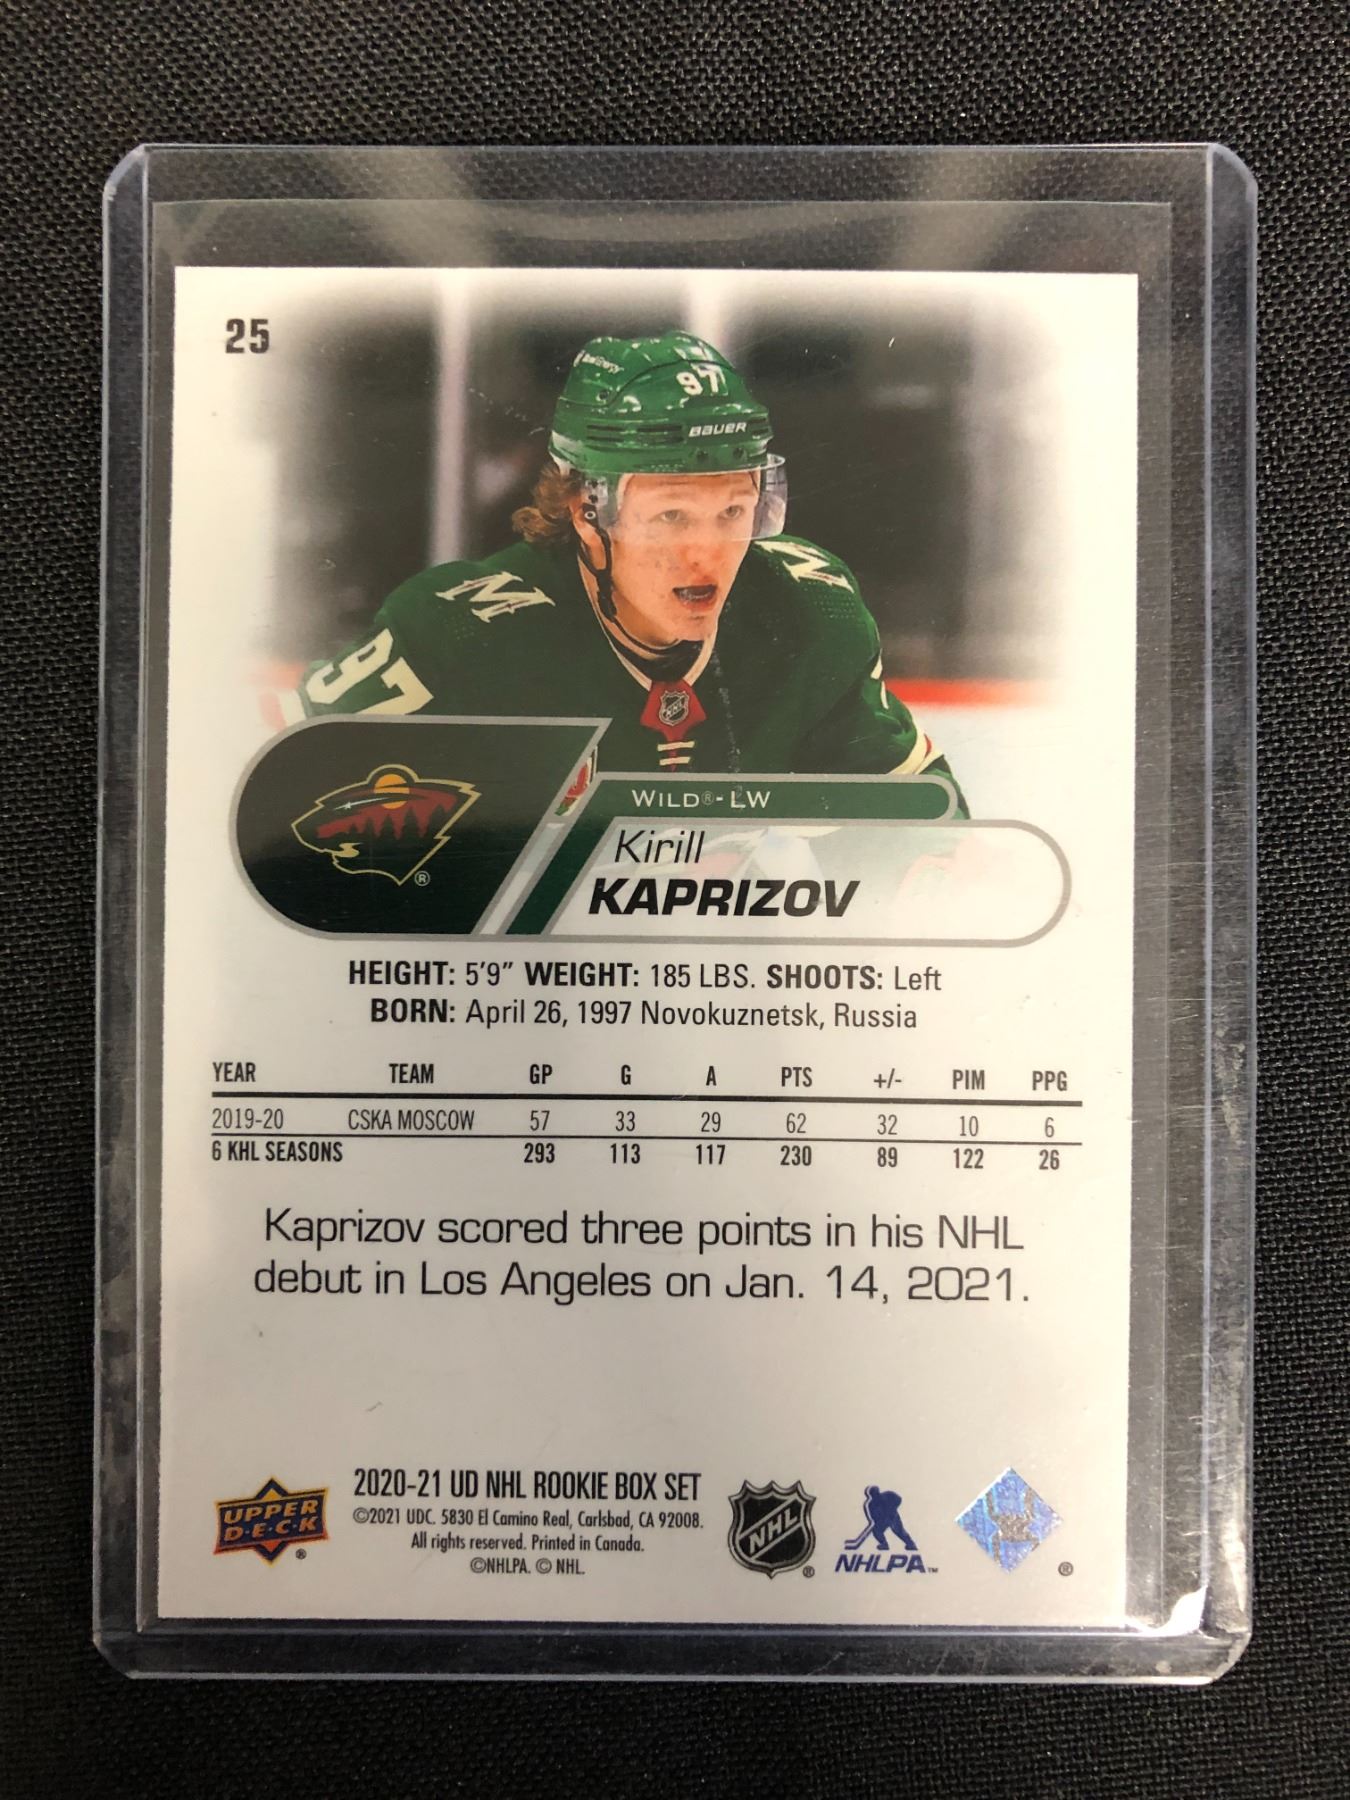 25
97
BAUER
M
97
NHL
WILD®-LW
Kirill
KAPRIZOV
®
HEIGHT: 5'9" WEIGHT: 185 LBS. SHOOTS: Left
BORN: April 26, 1997 Novokuznetsk, Russia
YEAR TEAM GP G A PTS +/- PIM PPG
2019-20 CSKA MOSCOW 57 33 29 62 32 10 6
6 KHL SEASONS 293 113 117 230 89 122 26
Kaprizov scored three points in his NHL
debut in Los Angeles on Jan. 14, 2021.
UPPER
D·E·C·K
®
2020-21 UD NHL ROOKIE BOX SET
©2021 UDC. 5830 El Camino Real, Carlsbad, CA 92008.
All rights reserved. Printed in Canada.
©NHLPA. © NHL.
NHL
®
NHLPA™
®